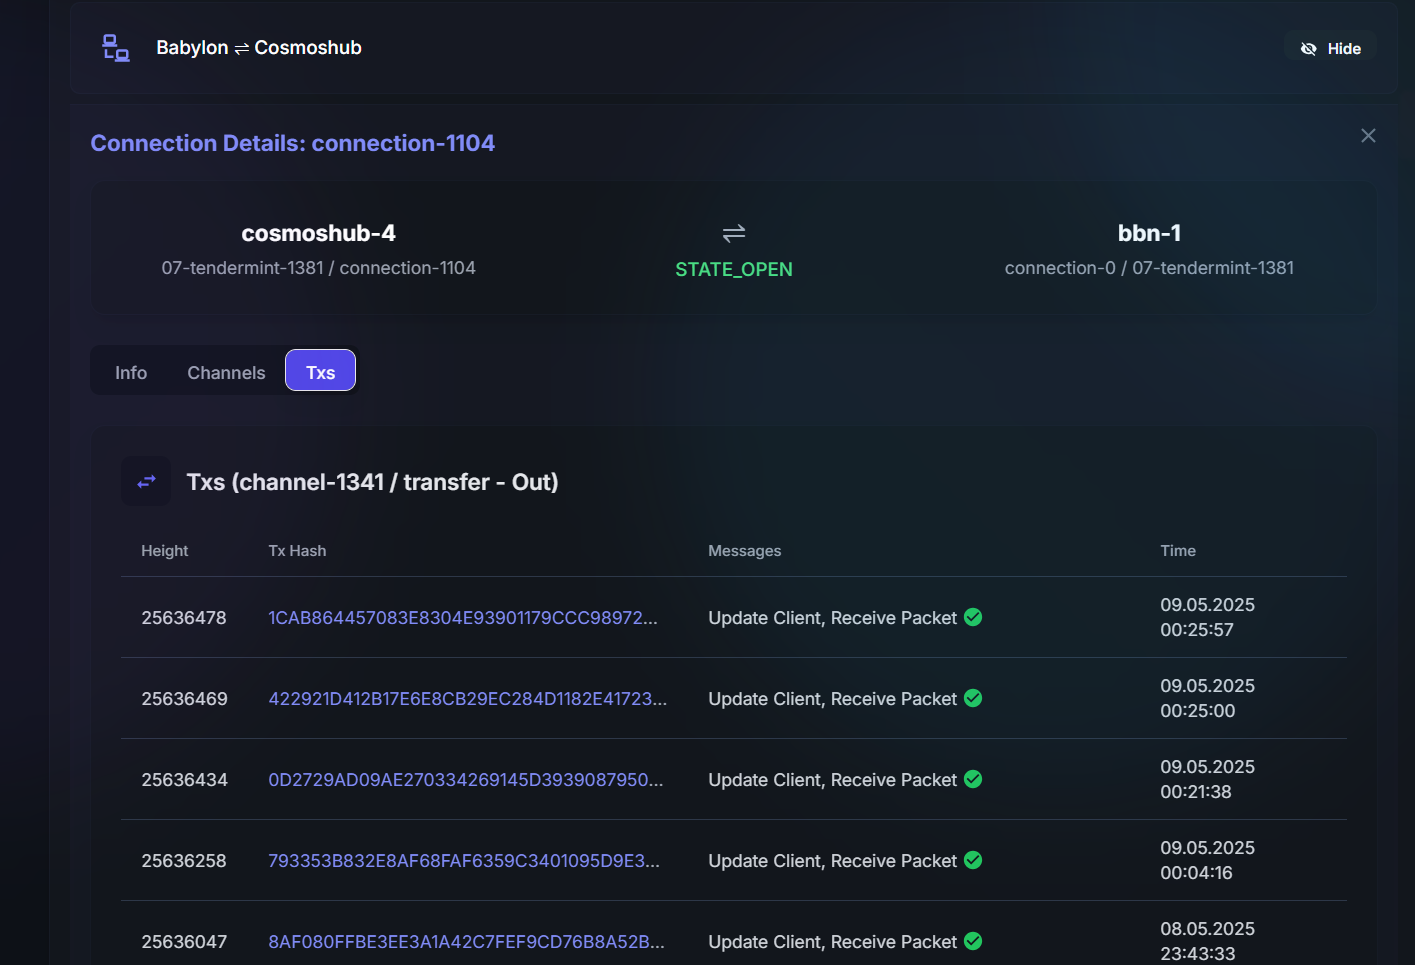 Babylon ⇌ Cosmoshub
Hide
Connection Details: connection-1104
cosmoshub-4
07-tendermint-1381 / connection-1104
⇌
STATE_OPEN
bbn-1
connection-0 / 07-tendermint-1381
Info Channels Txs
Txs (channel-1341 / transfer - Out)
Height Tx Hash Messages Time
25636478 1CAB864457083E8304E93901179CCC98972... Update Client, Receive Packet 09.05.2025
00:25:57
25636469 422921D412B17E6E8CB29EC284D1182E41723... Update Client, Receive Packet 09.05.2025
00:25:00
25636434 0D2729AD09AE270334269145D3939087950... Update Client, Receive Packet 09.05.2025
00:21:38
25636258 793353B832E8AF68FAF6359C3401095D9E3... Update Client, Receive Packet 09.05.2025
00:04:16
25636047 8AF080FFBE3EE3A1A42C7FEF9CD76B8A52B... Update Client, Receive Packet 08.05.2025
23:43:33